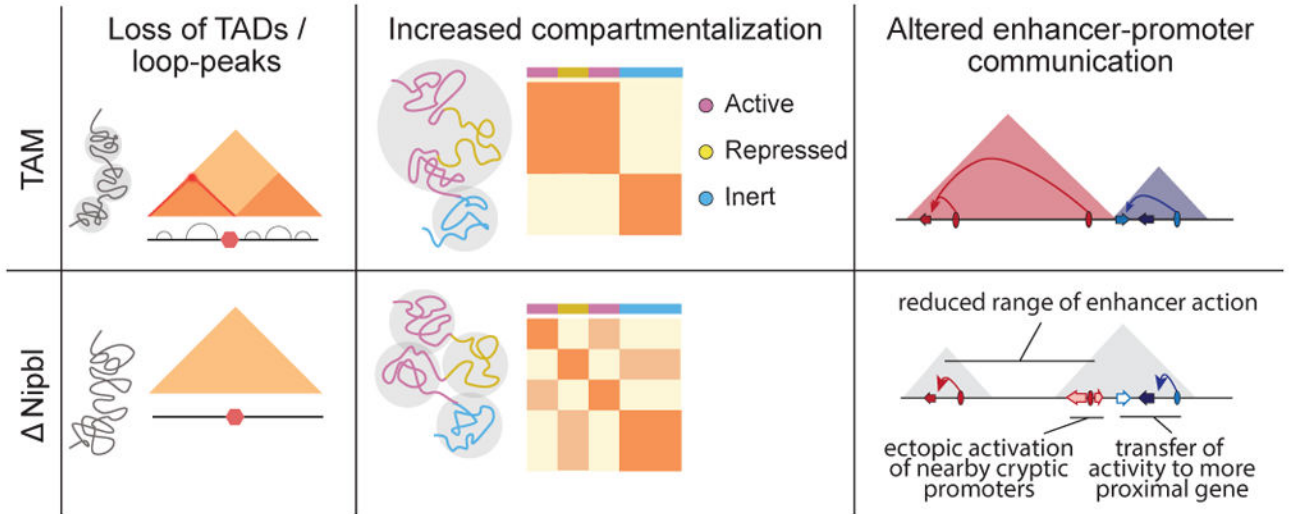 Loss of TADs /
loop-peaks
Increased compartmentalization
Altered enhancer-promoter
communication
TAM
Active
Repressed
Inert
Δ Nipbl
reduced range of enhancer action
ectopic activation
of nearby cryptic
promoters
transfer of
activity to more
proximal gene